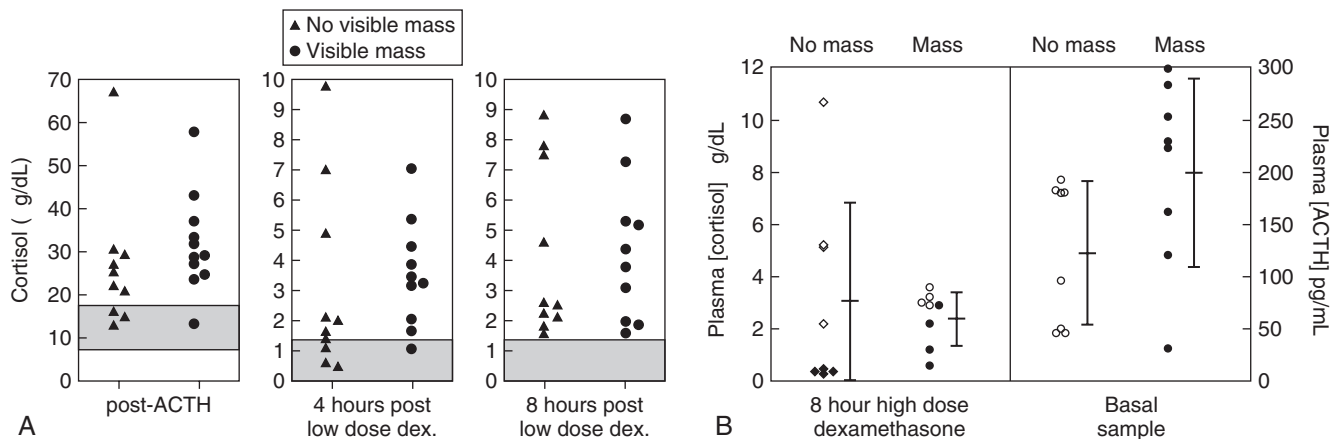 No visible mass
Visible mass
Cortisol ( g/dL)
70
60
50
40
30
20
10
0
post-ACTH
10
9
8
7
6
5
4
3
2
1
0
4 hours post
low dose dex.
10
9
8
7
6
5
4
3
2
1
0
8 hours post
low dose dex.
A
No mass Mass No mass Mass
Plasma [cortisol] g/dL
12
10
8
6
4
2
0
300
250
200
150
100
50
0
Plasma [ACTH] pg/mL
8 hour high dose
dexamethasone
Basal
sample
B